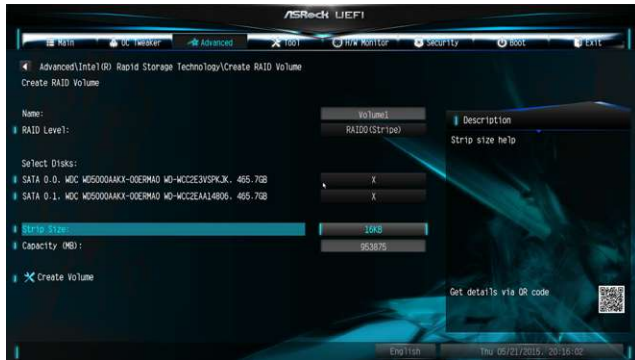 ASRock UEFI
Main OC Tweaker Advanced Tool H/W Monitor Security Boot Exit
Advanced\Intel(R) Rapid Storage Technology\Create RAID Volume
Create RAID Volume
Name: Volume1
RAID Level: RAID0(Stripe)
Select Disks:
SATA 0.0, WDC WD5000AAKX-00ERMA0 WD-WCC2E3VSPKJK, 465.7GB X
SATA 0.1, WDC WD5000AAKX-00ERMA0 WD-WCC2EAA14806, 465.7GB X
Strip Size: 16KB
Capacity (MB): 953875
Create Volume
Description
Strip size help
Get details via QR code
English Thu 05/21/2015, 20:16:02